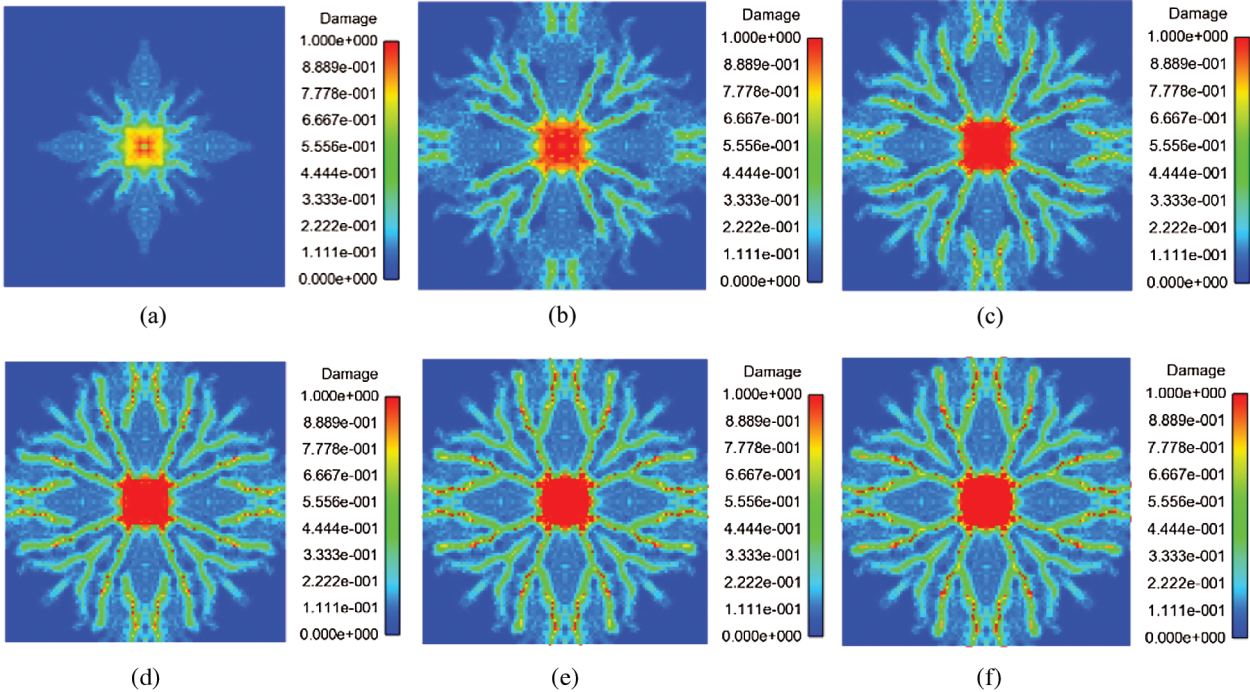 Damage
1.000e+000
8.889e-001
7.778e-001
6.667e-001
5.556e-001
4.444e-001
3.333e-001
2.222e-001
1.111e-001
0.000e+000
(a)
Damage
1.000e+000
8.889e-001
7.778e-001
6.667e-001
5.556e-001
4.444e-001
3.333e-001
2.222e-001
1.111e-001
0.000e+000
(b)
Damage
1.000e+000
8.889e-001
7.778e-001
6.667e-001
5.556e-001
4.444e-001
3.333e-001
2.222e-001
1.111e-001
0.000e+000
(c)
Damage
1.000e+000
8.889e-001
7.778e-001
6.667e-001
5.556e-001
4.444e-001
3.333e-001
2.222e-001
1.111e-001
0.000e+000
(d)
Damage
1.000e+000
8.889e-001
7.778e-001
6.667e-001
5.556e-001
4.444e-001
3.333e-001
2.222e-001
1.111e-001
0.000e+000
(e)
Damage
1.000e+000
8.889e-001
7.778e-001
6.667e-001
5.556e-001
4.444e-001
3.333e-001
2.222e-001
1.111e-001
0.000e+000
(f)